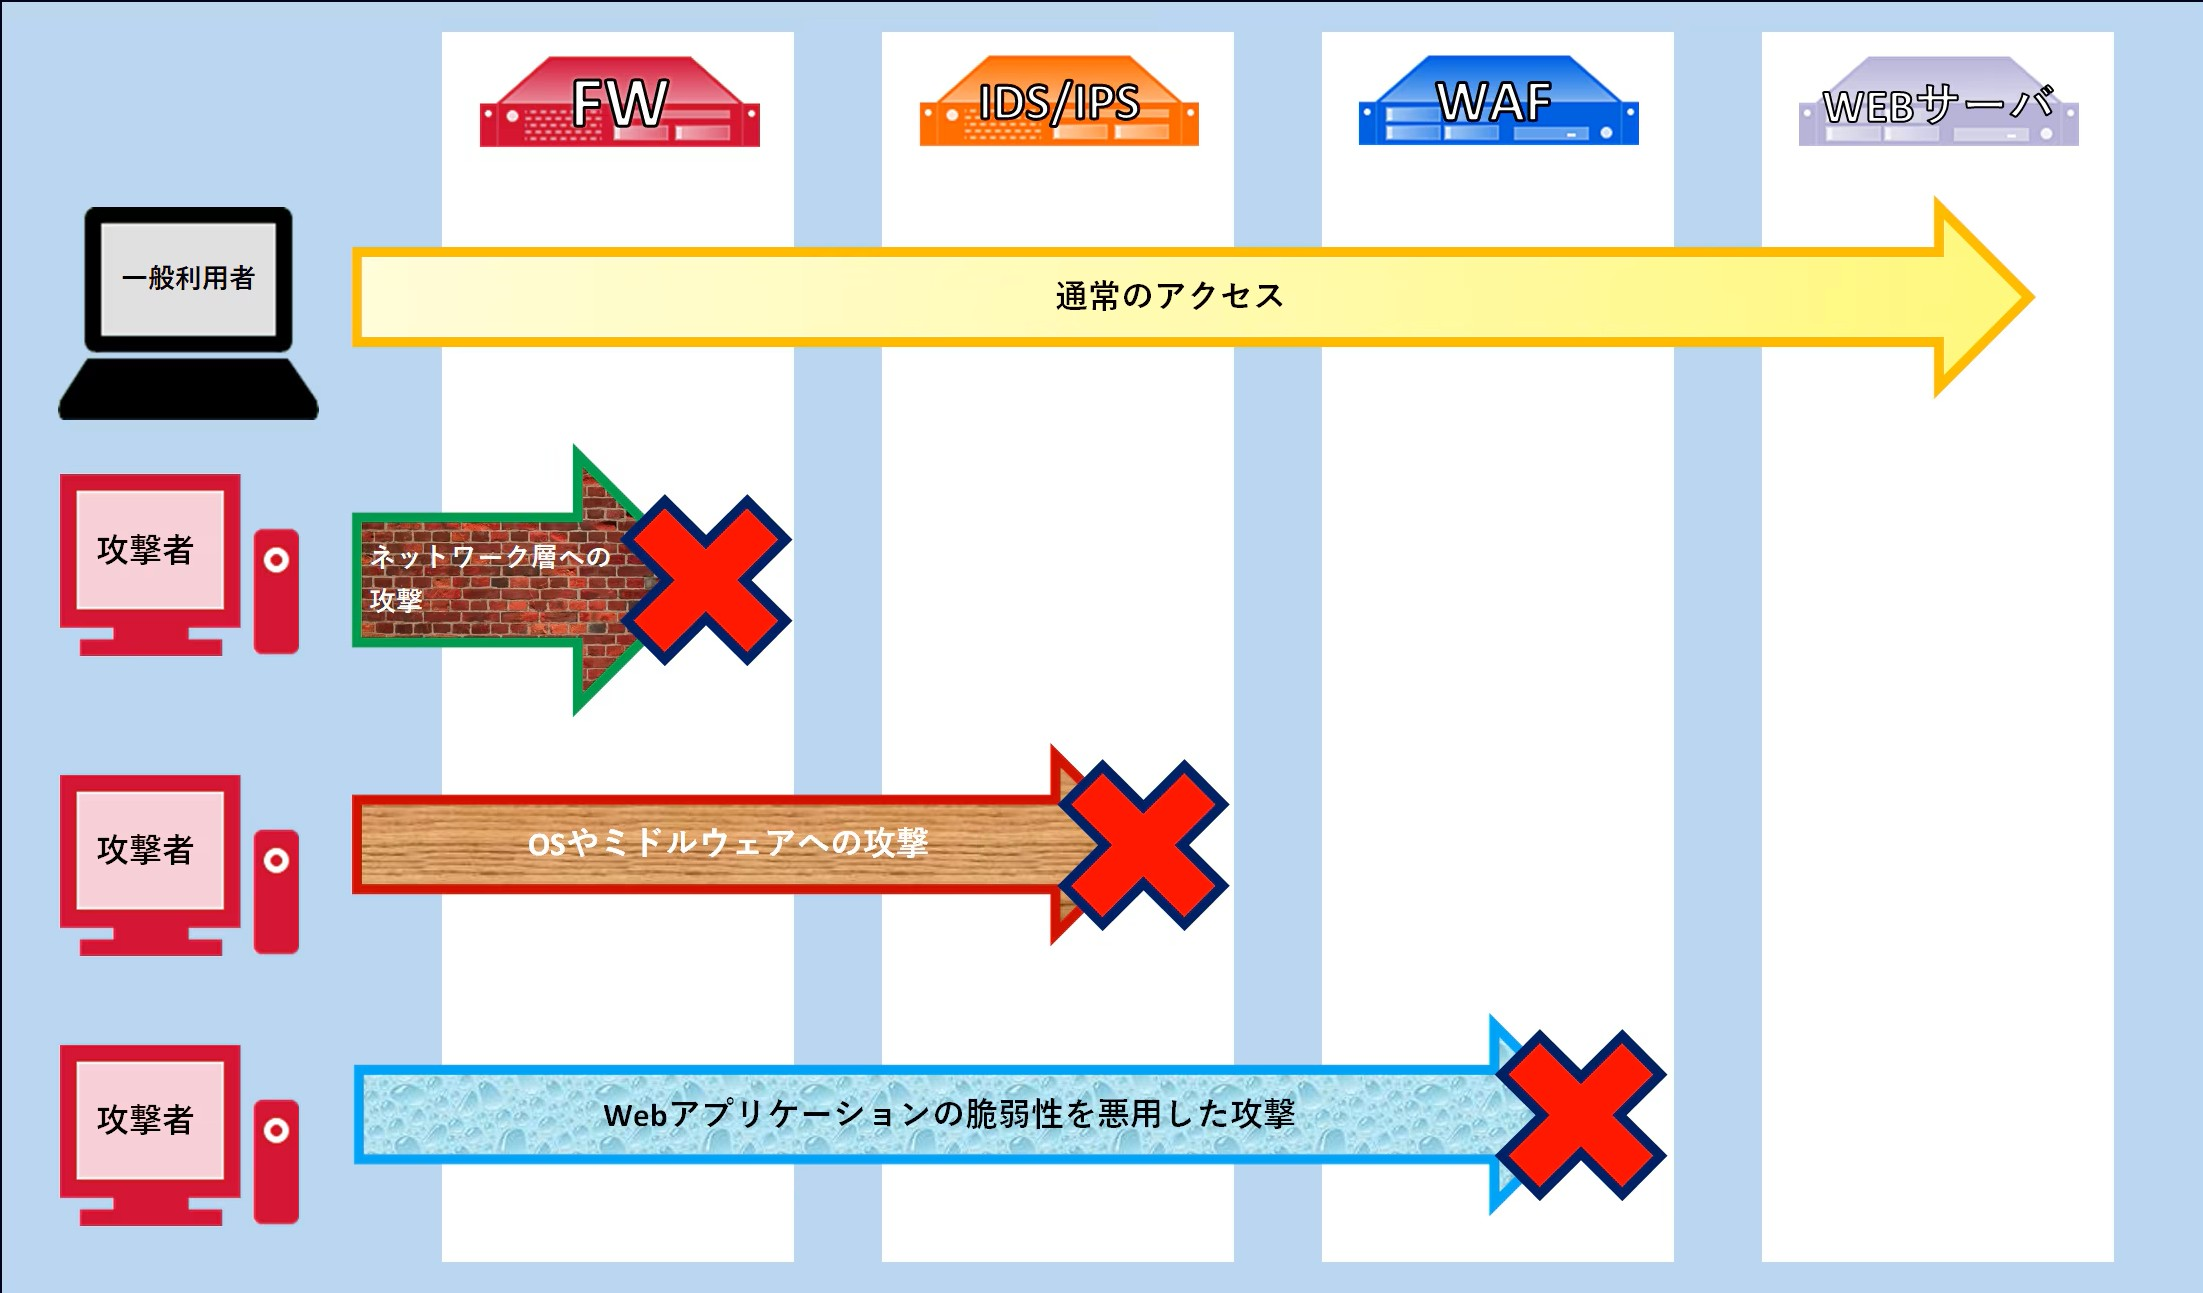 FW
IDS/IPS
WAF
WEBサーバ
一般利用者
通常のアクセス
攻撃者
ネットワーク層への
攻撃
攻撃者
OSやミドルウェアへの攻撃
攻撃者
Webアプリケーションの脆弱性を悪用した攻撃